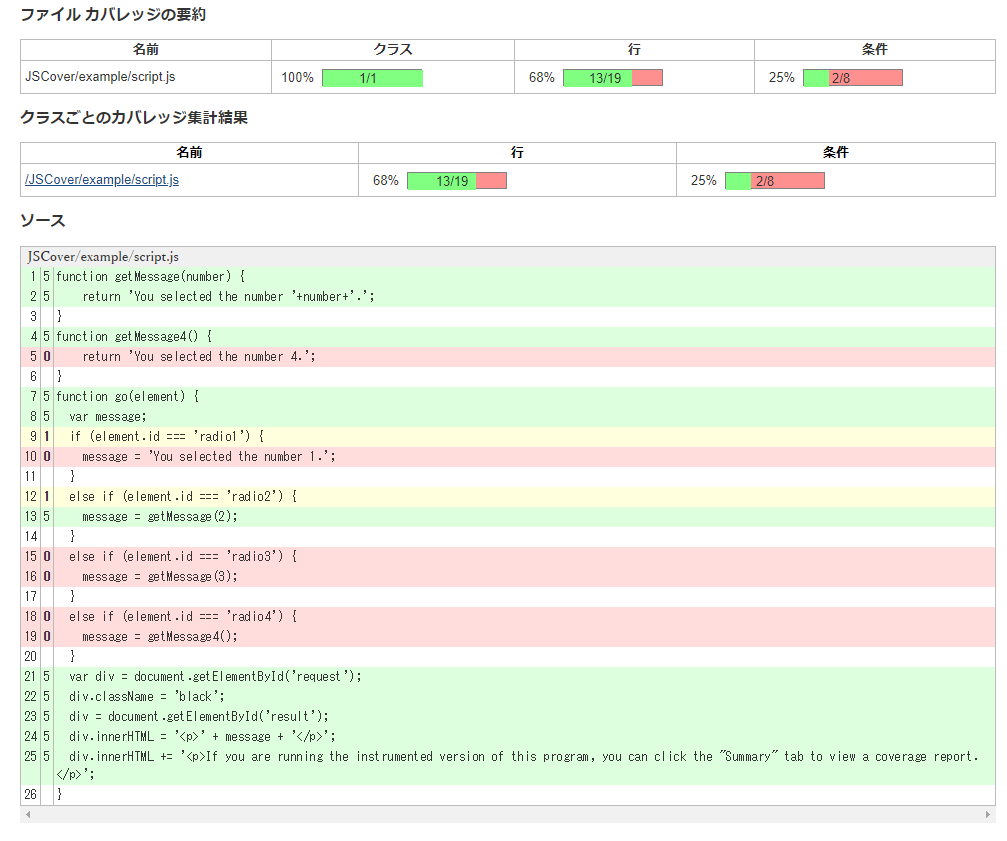 ファイル カバレッジの要約
名前 クラス 行 条件
JSCover/example/script.js 100% 1/1 68% 13/19 25% 2/8
クラスごとのカバレッジ集計結果
名前 行 条件
/JSCover/example/script.js 68% 13/19 25% 2/8
ソース
JSCover/example/script.js
1 5 function getMessage(number) {
2 5     return 'You selected the number '+number+'.';
3 }
4 5 function getMessage4() {
5 0     return 'You selected the number 4.';
6 }
7 5 function go(element) {
8 5   var message;
9 1   if (element.id === 'radio1') {
10 0     message = 'You selected the number 1.';
11   }
12 1   else if (element.id === 'radio2') {
13 5     message = getMessage(2);
14   }
15 0   else if (element.id === 'radio3') {
16 0     message = getMessage(3);
17   }
18 0   else if (element.id === 'radio4') {
19 0     message = getMessage4();
20   }
21 5   var div = document.getElementById('request');
22 5   div.className = 'black';
23 5   div = document.getElementById('result');
24 5   div.innerHTML = '<p>' + message + '</p>';
25 5   div.innerHTML += '<p>If you are running the instrumented version of this program, you can click the "Summary" tab to view a coverage report.
</p>';
26 }